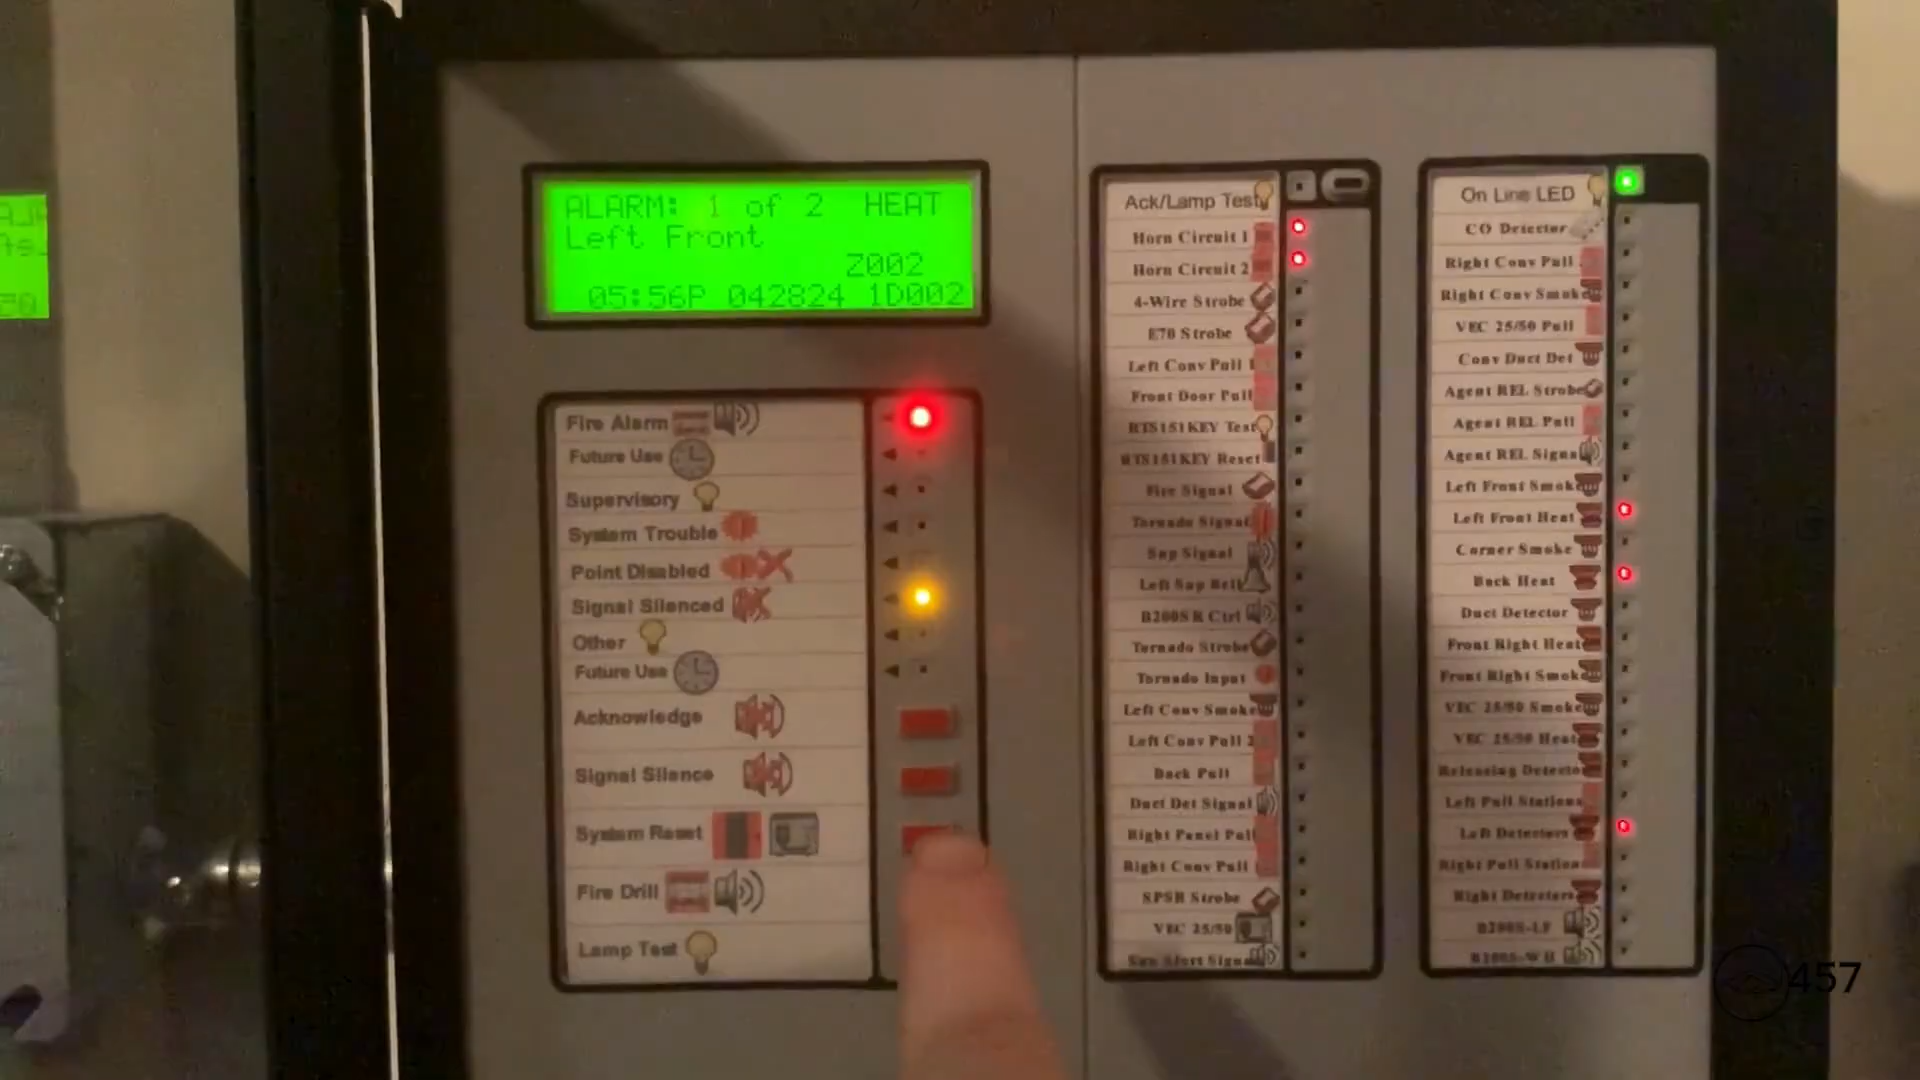 ALARM: 1 of 2 HEAT
Left Front
Z002
05:56P 042824 1D002
Fire Alarm
Future Use
Supervisory
System Trouble
Point Disabled
Signal Silenced
Other
Future Use
Acknowledge
Signal Silence
System Reset
Fire Drill
Lamp Test
Ack/Lamp Test
Horn Circuit 1
Horn Circuit 2
4-Wire Strobe
E70 Strobe
Left Conv Pull 1
Front Door Pull
RTS151KEY Test
RTS151KEY Reset
Fire Signal
Tornado Signal
Sup Signal
Left Sup Bell
B200SR Ctrl
Tornado Strobe
Tornado Input
Left Conv Smoke
Left Conv Pull 2
Back Pull
Duct Det Signal
Right Panel Pull
Right Conv Pull
SPSR Strobe
VEC 25/50
Signal
On Line LED
CO Detector
Right Conv Pull
Right Conv Smoke
VEC 25/50 Pull
Conv Duct Det
Agent REL Strobe
Agent REL Pull
Agent REL Signal
Left Front Smoke
Left Front Heat
Corner Smoke
Back Heat
Duct Detector
Front Right Heat
Front Right Smoke
VEC 25/50 Smoke
VEC 25/50 Heat
Releasing Detector
Left Pull Stations
Left Detectors
Right Pull Stations
Right Detectors
B200S-LF
B200S-WH
457